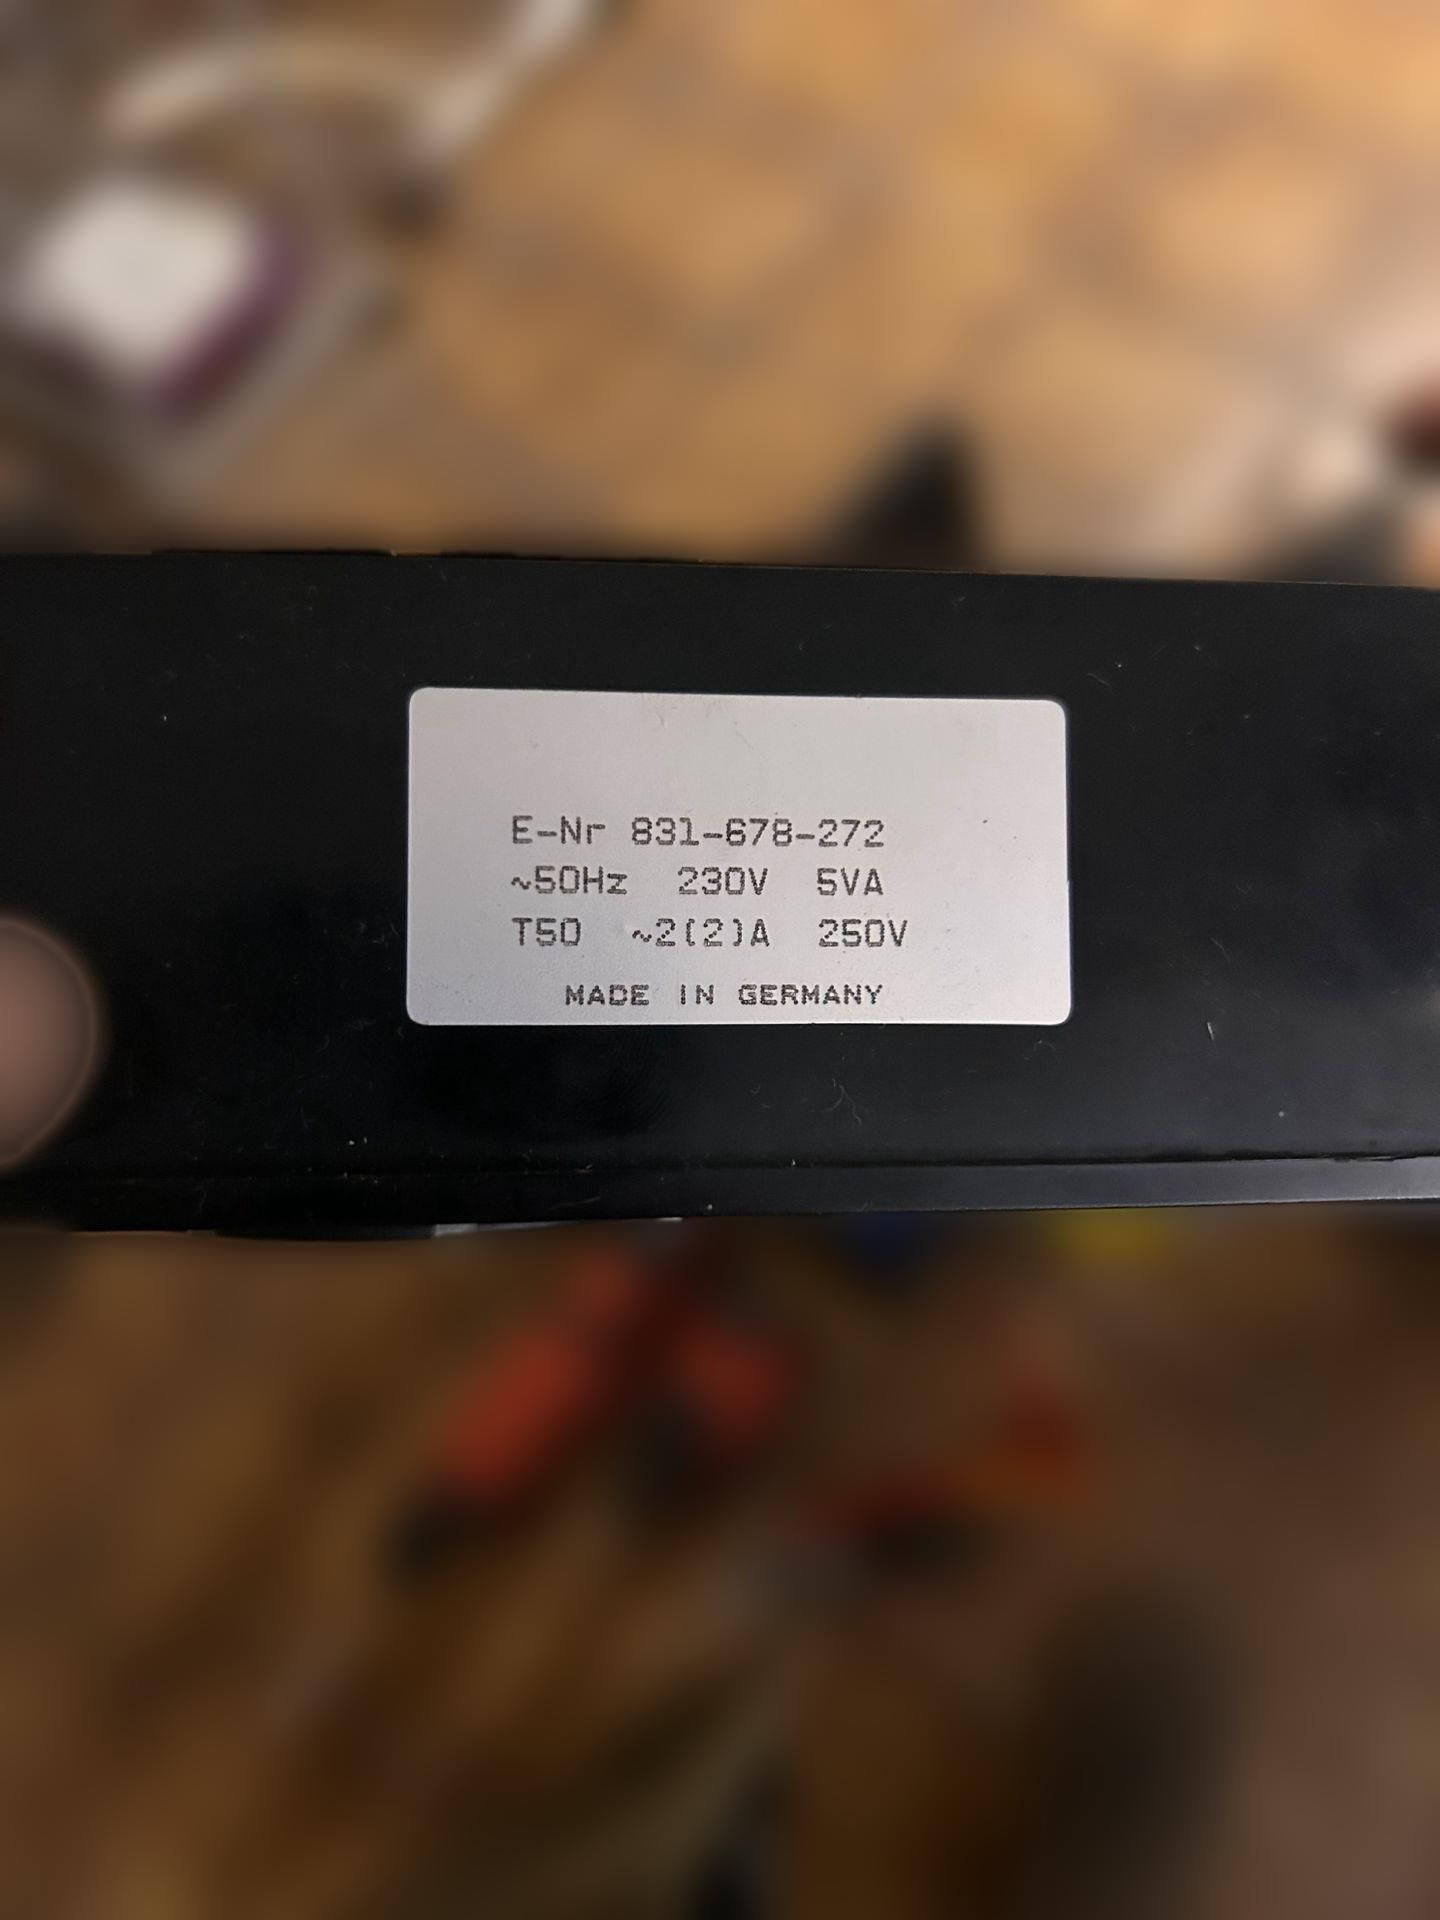 E-Nr 831-678-272
~50Hz 230V 5VA
T50 ~2(2)A 250V
MADE IN GERMANY